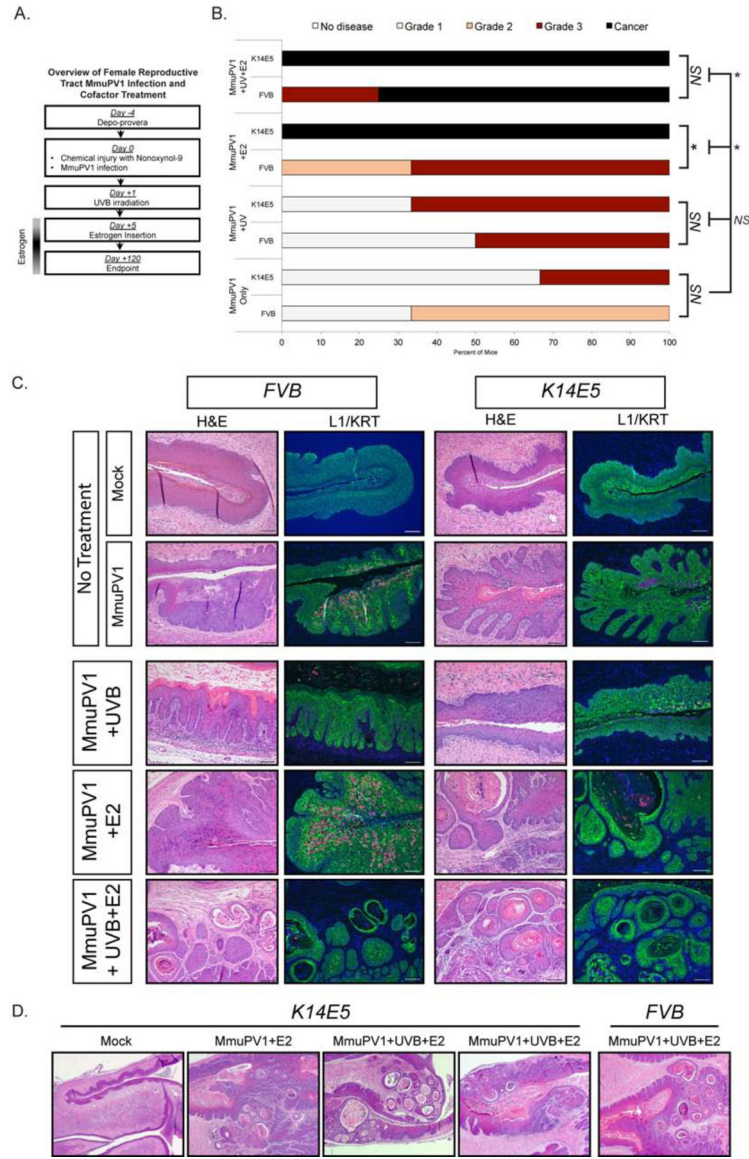 A.
Overview of Female Reproductive
Tract MmuPV1 Infection and
Cofactor Treatment
Day -4
Depo-provera
Day 0
• Chemical injury with Nonoxynol-9
• MmuPV1 infection
Day +1
UVB irradiation
Day +5
Estrogen Insertion
Day +120
Endpoint
Estrogen
B.
No disease Grade 1 Grade 2 Grade 3 Cancer
MmuPV1
+UV+E2
K14E5
FVB
NS
*
MmuPV1
+E2
K14E5
FVB
*
*
MmuPV1
+UV
K14E5
FVB
NS
NS
MmuPV1
Only
K14E5
FVB
NS
0 10 20 30 40 50 60 70 80 90 100
Percent of Mice
C.
FVB K14E5
H&E L1/KRT H&E L1/KRT
No Treatment
Mock
MmuPV1
MmuPV1
+UVB
MmuPV1
+E2
MmuPV1
+ UVB+E2
D.
K14E5 FVB
Mock MmuPV1+E2 MmuPV1+UVB+E2 MmuPV1+UVB+E2 MmuPV1+UVB+E2